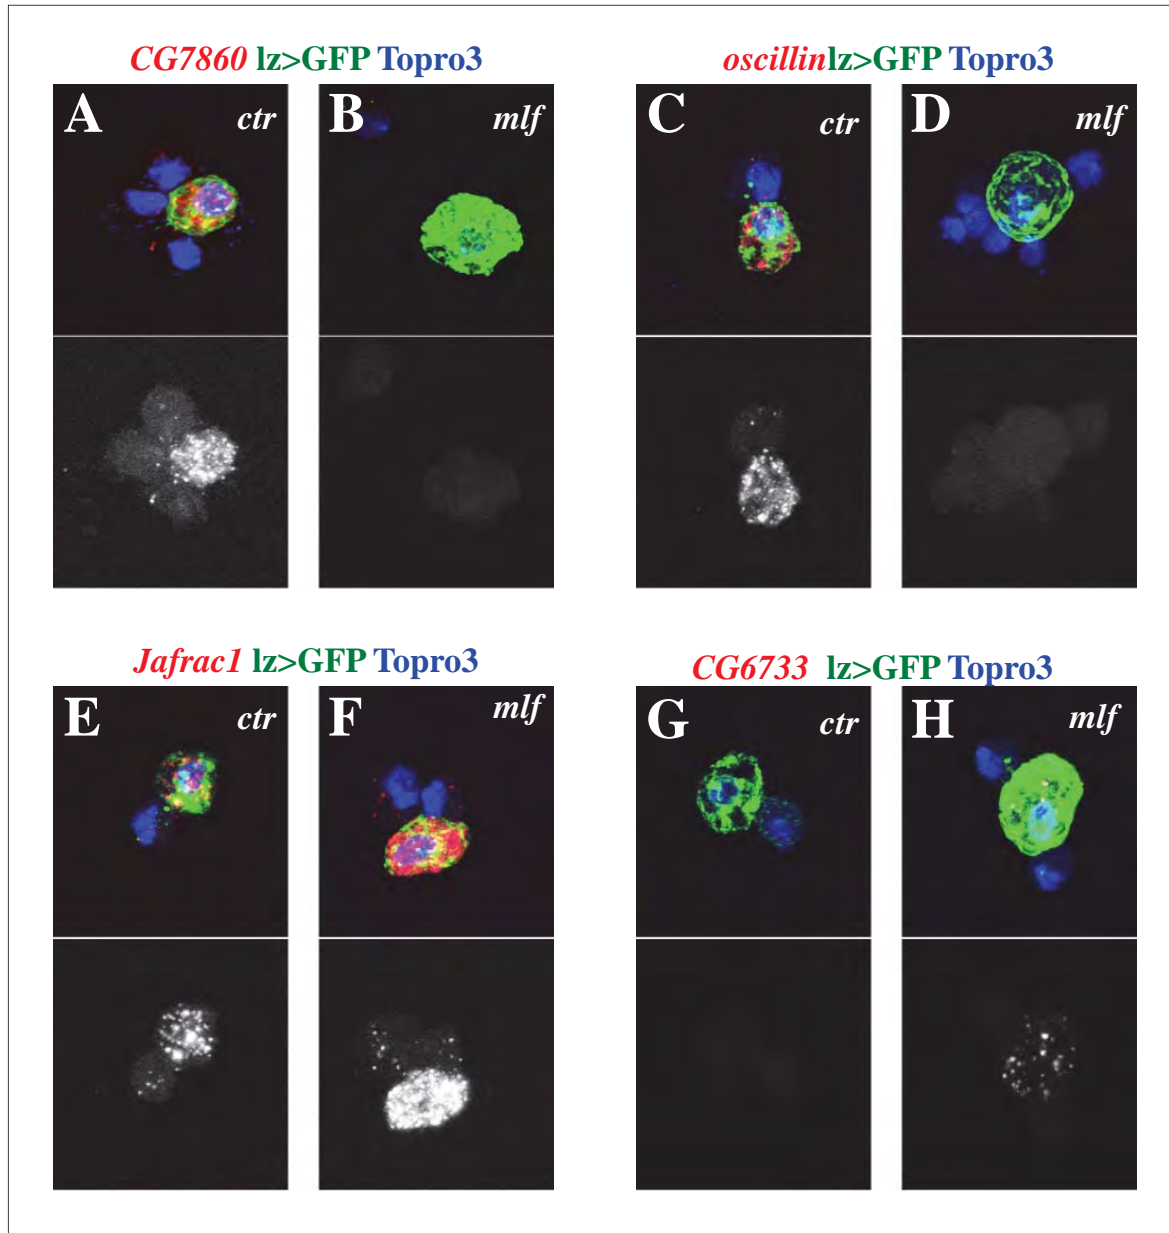 CG7860 lz>GFP Topro3
oscillinlz>GFP Topro3
A ctr
B mlf
C ctr
D mlf
Jafrac1 lz>GFP Topro3
CG6733 lz>GFP Topro3
E ctr
F mlf
G ctr
H mlf